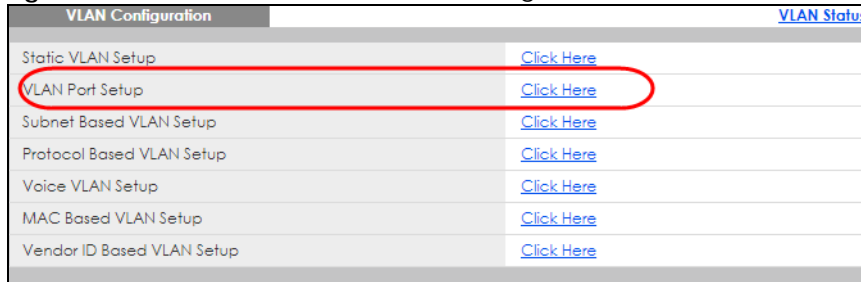 VLAN Configuration VLAN Status
Static VLAN Setup Click Here
VLAN Port Setup Click Here
Subnet Based VLAN Setup Click Here
Protocol Based VLAN Setup Click Here
Voice VLAN Setup Click Here
MAC Based VLAN Setup Click Here
Vendor ID Based VLAN Setup Click Here